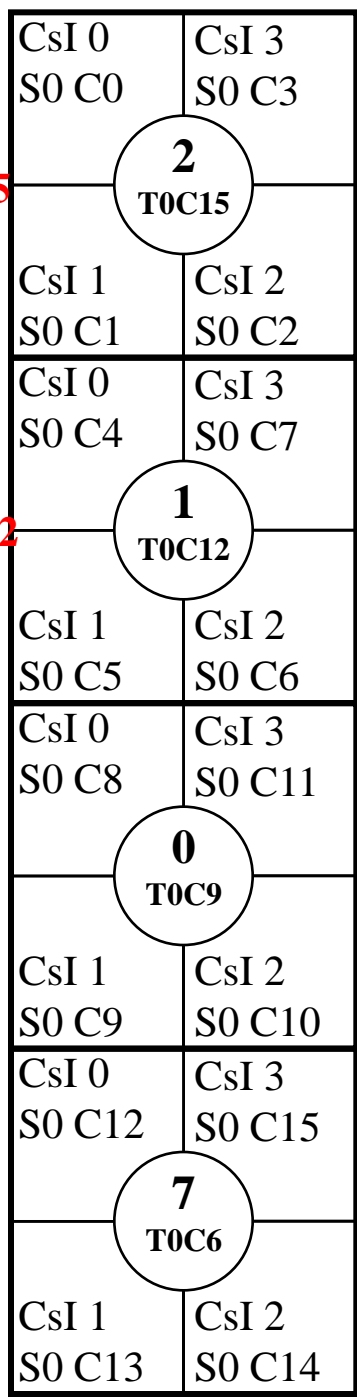 CsI 0
S0 C0
CsI 3
S0 C3
5
2
T0C15
CsI 1
S0 C1
CsI 2
S0 C2
CsI 0
S0 C4
CsI 3
S0 C7
2
1
T0C12
CsI 1
S0 C5
CsI 2
S0 C6
CsI 0
S0 C8
CsI 3
S0 C11
0
T0C9
CsI 1
S0 C9
CsI 2
S0 C10
CsI 0
S0 C12
CsI 3
S0 C15
7
T0C6
CsI 1
S0 C13
CsI 2
S0 C14